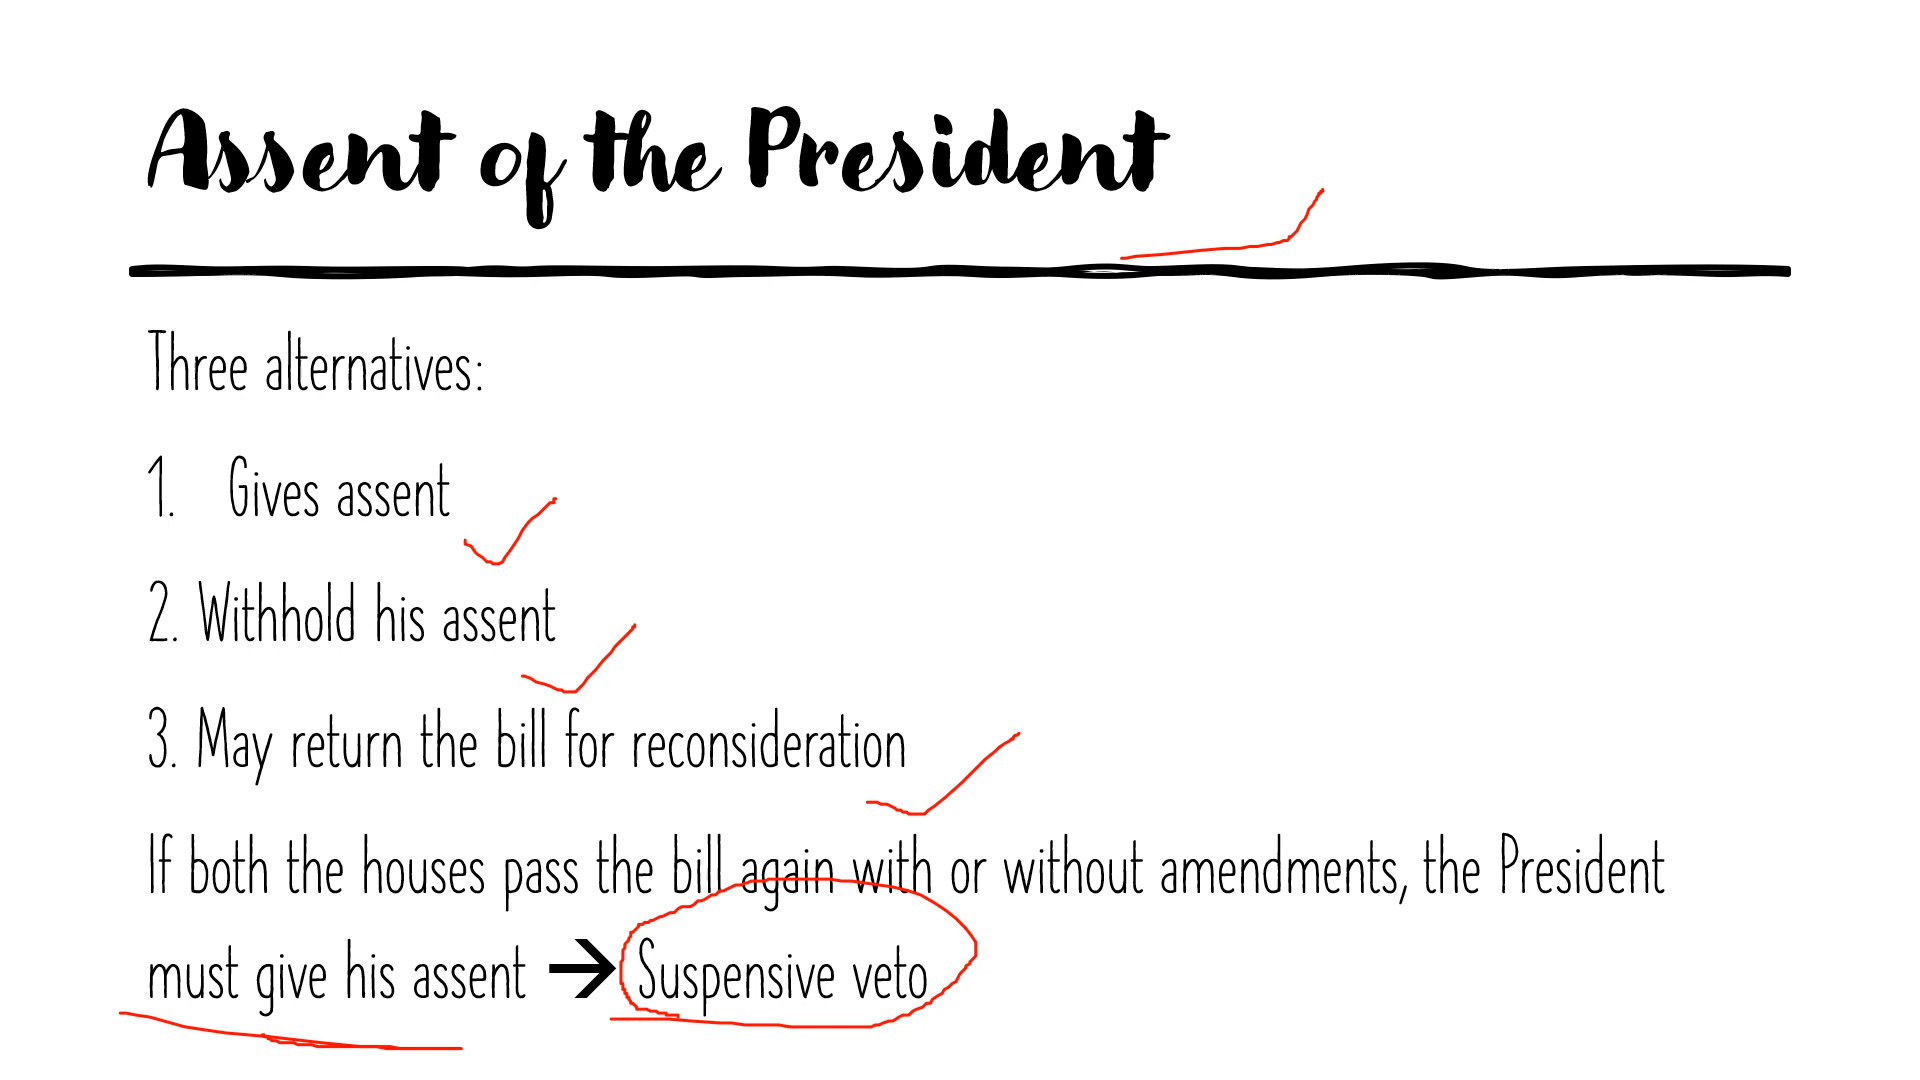 Assent of the President
Three alternatives:
1. Gives assent
2. Withhold his assent
3. May return the bill for reconsideration
If both the houses pass the bill again with or without amendments, the President
must give his assent → Suspensive veto